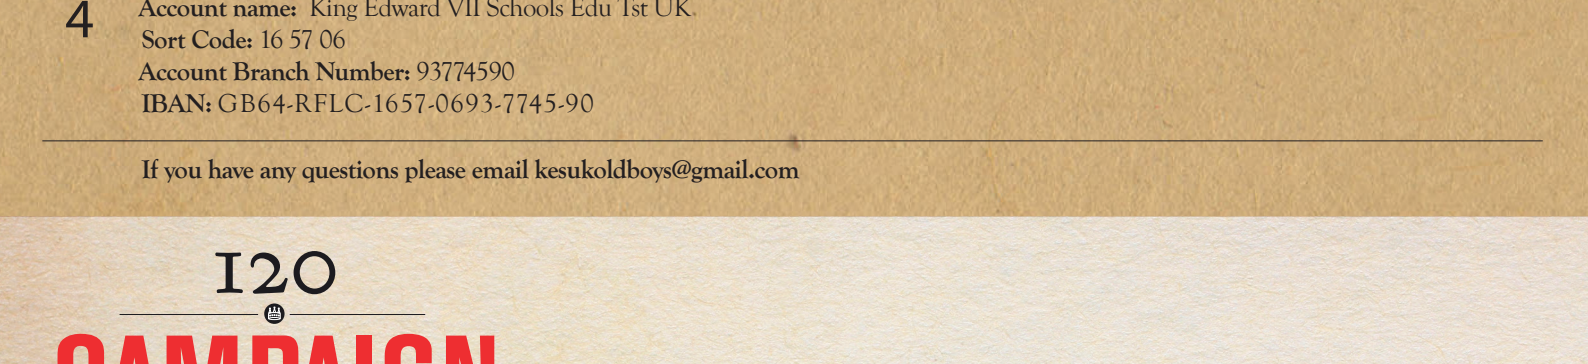 4
Account name: King Edward VII Schools Edu Tst UK
Sort Code: 16 57 06
Account Branch Number: 93774590
IBAN: GB64-RFLC-1657-0693-7745-90
If you have any questions please email kesukoldboys@gmail.com
120
CAMPAIGN